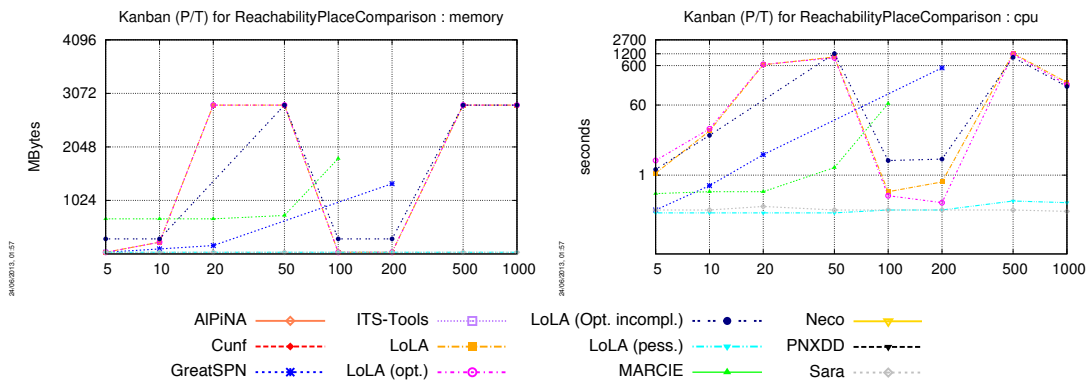 Kanban (P/T) for ReachabilityPlaceComparison : memory
4096
3072
2048
1024
MBytes
5 10 20 50 100 200 500 1000
24/06/2013, 01:57
Kanban (P/T) for ReachabilityPlaceComparison : cpu
2700
1200
600
60
1
seconds
5 10 20 50 100 200 500 1000
24/06/2013, 01:57
AlPiNA ITS-Tools LoLA (Opt. incompl.) Neco
Cunf LoLA LoLA (pess.) PNXDD
GreatSPN LoLA (opt.) MARCIE Sara